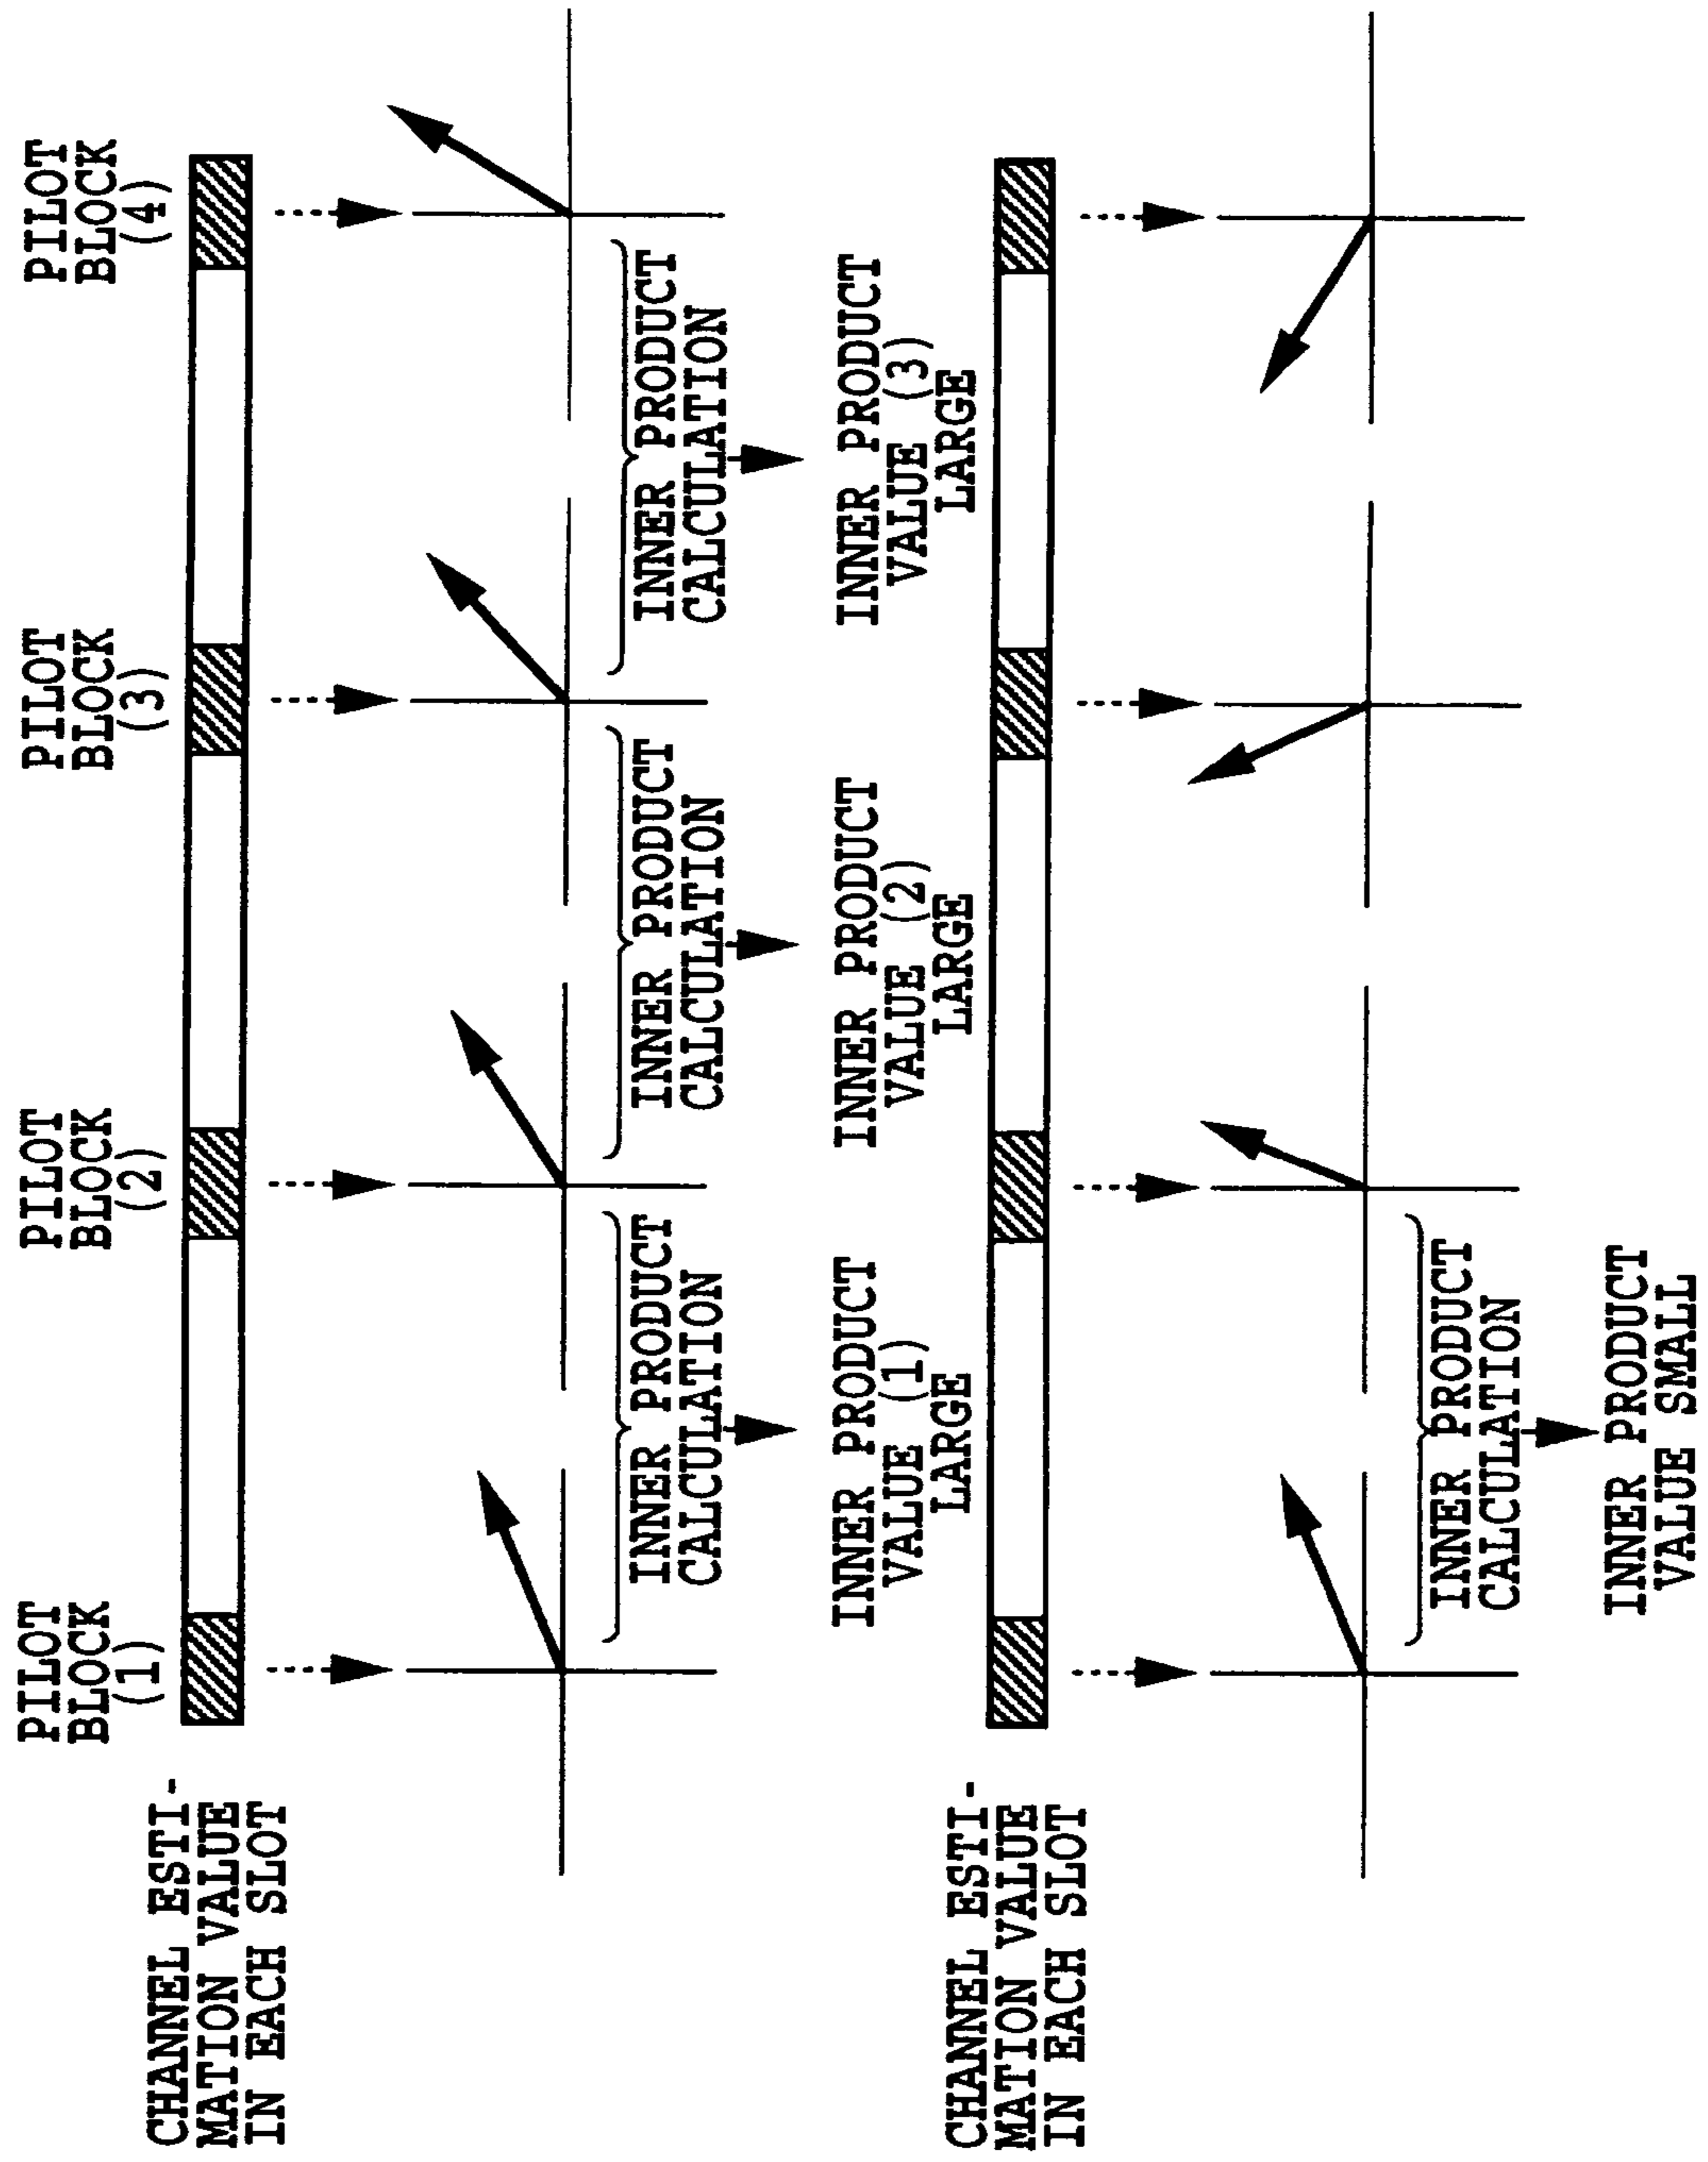 PILOT
BLOCK
(1)
PILOT
BLOCK
(2)
PILOT
BLOCK
(3)
PILOT
BLOCK
(4)
CHANNEL ESTI-
MATION VALUE
IN EACH SLOT
INNER PRODUCT
CALCULATION
INNER PRODUCT
CALCULATION
INNER PRODUCT
CALCULATION
INNER PRODUCT
VALUE (1)
LARGE
INNER PRODUCT
VALUE (2)
LARGE
INNER PRODUCT
VALUE (3)
LARGE
CHANNEL ESTI-
MATION VALUE
IN EACH SLOT
INNER PRODUCT
CALCULATION
INNER PRODUCT
VALUE SMALL